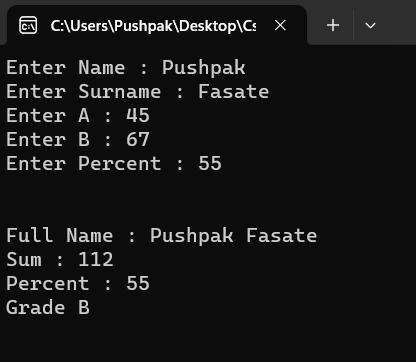 C:\Users\Pushpak\Desktop\Cs
Enter Name : Pushpak
Enter Surname : Fasate
Enter A : 45
Enter B : 67
Enter Percent : 55
Full Name : Pushpak Fasate
Sum : 112
Percent : 55
Grade B